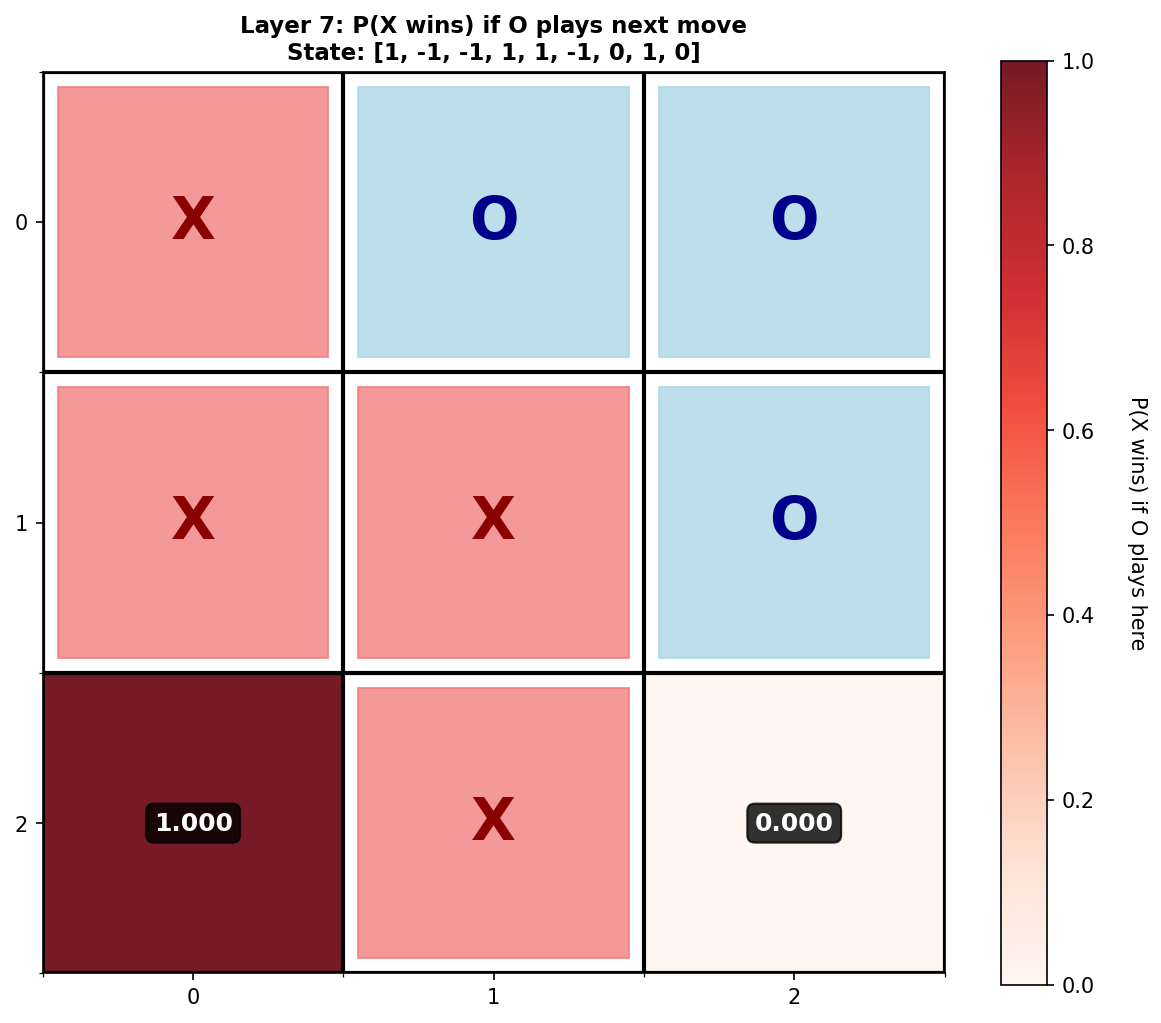 Layer 7: P(X wins) if O plays next move
State: [1, -1, -1, 1, 1, -1, 0, 1, 0]
0
X
O
O
1
X
X
O
2
1.000
X
0.000
0
1
2
1.0
0.8
0.6
0.4
0.2
0.0
P(X wins) if O plays here